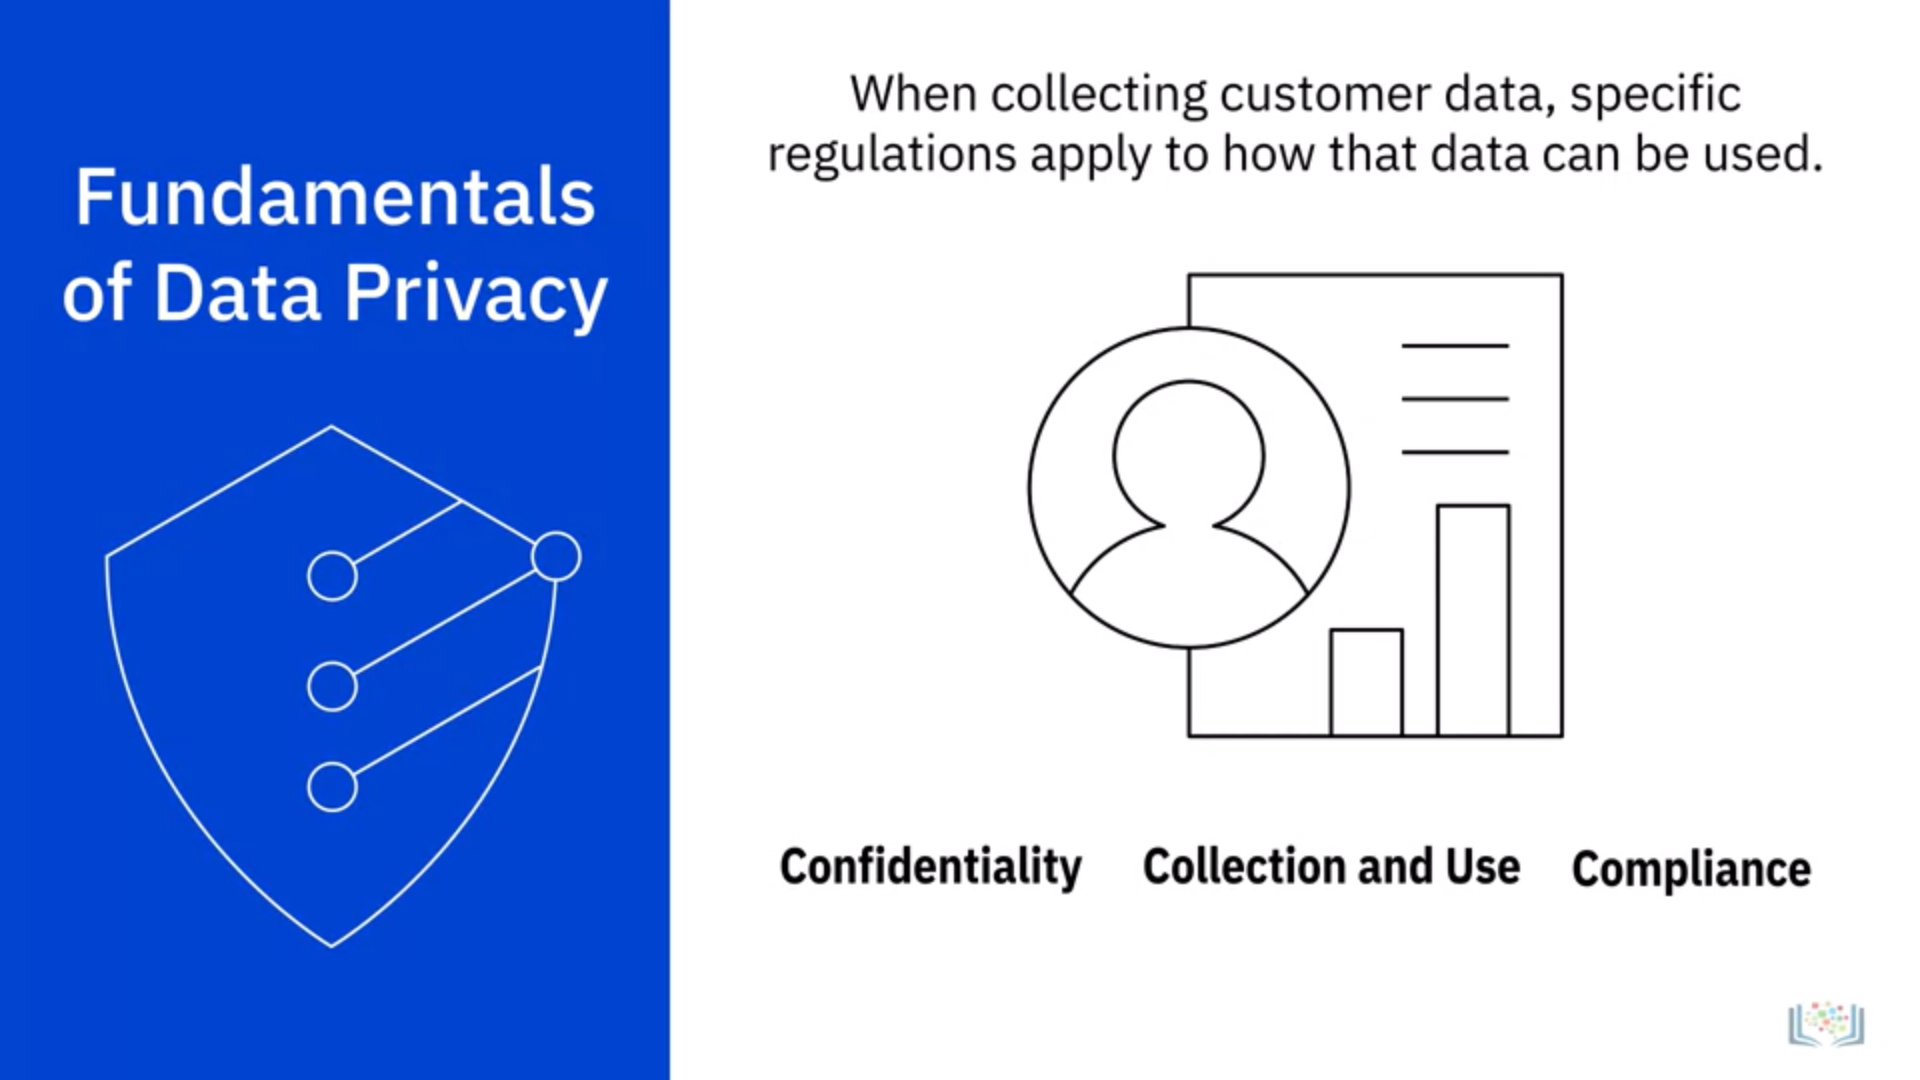 Fundamentals
of Data Privacy
When collecting customer data, specific
regulations apply to how that data can be used.
Confidentiality
Collection and Use
Compliance